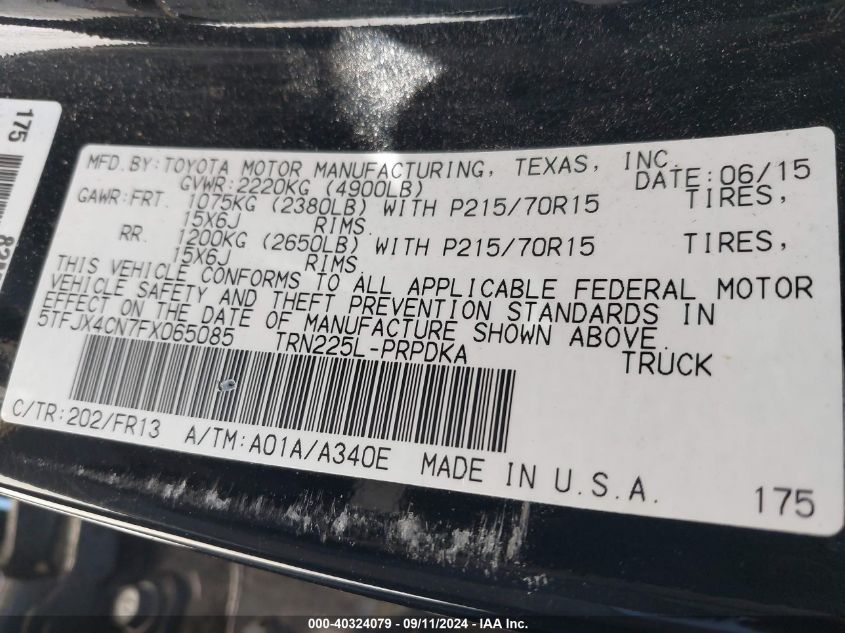 175
MFD.BY:TOYOTA MOTOR MANUFACTURING, TEXAS, INC.
GVWR:2220KG (4900LB) DATE:06/15
GAWR:FRT. 1075KG (2380LB) WITH P215/70R15 TIRES,
15X6J RIMS
RR. 1200KG (2650LB) WITH P215/70R15 TIRES,
15X6J RIMS
THIS VEHICLE CONFORMS TO ALL APPLICABLE FEDERAL MOTOR
VEHICLE SAFETY AND THEFT PREVENTION STANDARDS IN
EFFECT ON THE DATE OF MANUFACTURE SHOWN ABOVE.
5TFJX4CN7FX065085 TRN225L-PRPDKA TRUCK
C/TR:202/FR13 A/TM:A01A/A340E MADE IN U.S.A.
175
000-40324079 - 09/11/2024 - IAA Inc.